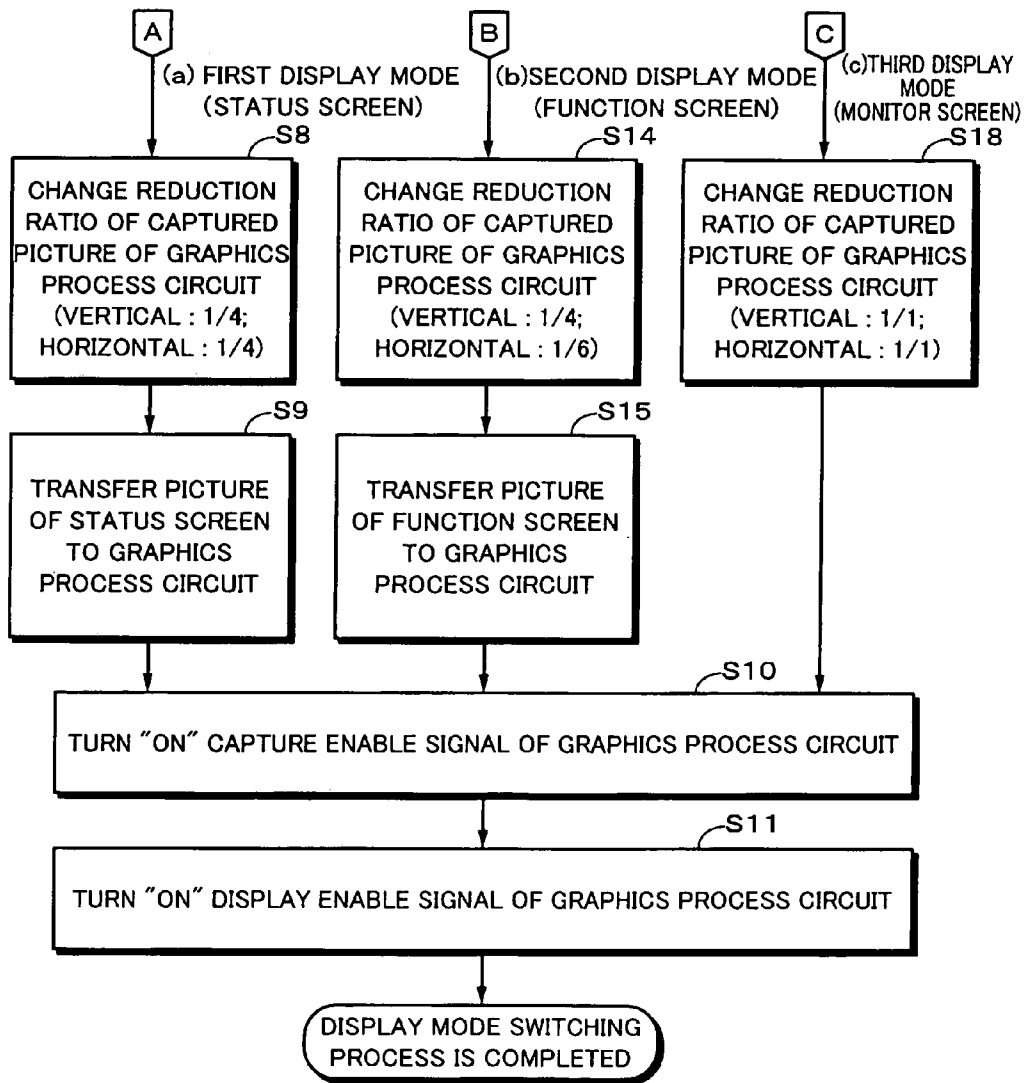 A
B
C
(a) FIRST DISPLAY MODE
(STATUS SCREEN)
(b)SECOND DISPLAY MODE
(FUNCTION SCREEN)
(c)THIRD DISPLAY
MODE
(MONITOR SCREEN)
S8
CHANGE REDUCTION
RATIO OF CAPTURED
PICTURE OF GRAPHICS
PROCESS CIRCUIT
(VERTICAL : 1/4;
HORIZONTAL : 1/4)
S14
CHANGE REDUCTION
RATIO OF CAPTURED
PICTURE OF GRAPHICS
PROCESS CIRCUIT
(VERTICAL : 1/4;
HORIZONTAL : 1/6)
S18
CHANGE REDUCTION
RATIO OF CAPTURED
PICTURE OF GRAPHICS
PROCESS CIRCUIT
(VERTICAL : 1/1;
HORIZONTAL : 1/1)
S9
TRANSFER PICTURE
OF STATUS SCREEN
TO GRAPHICS
PROCESS CIRCUIT
S15
TRANSFER PICTURE
OF FUNCTION SCREEN
TO GRAPHICS
PROCESS CIRCUIT
S10
TURN "ON" CAPTURE ENABLE SIGNAL OF GRAPHICS PROCESS CIRCUIT
S11
TURN "ON" DISPLAY ENABLE SIGNAL OF GRAPHICS PROCESS CIRCUIT
DISPLAY MODE SWITCHING
PROCESS IS COMPLETED